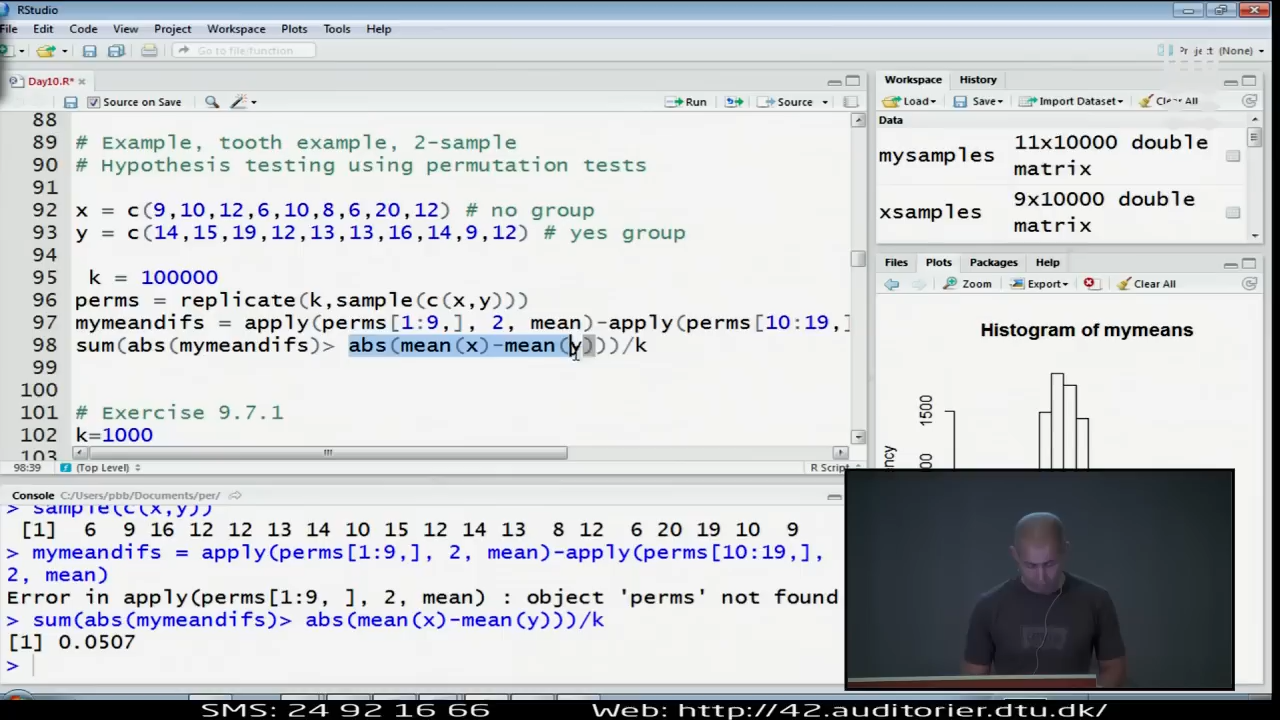 RStudio
File Edit Code View Project Workspace Plots Tools Help
Go to file/function
(None)
Day10.R*
Source on Save Run Source
88
89 # Example, tooth example, 2-sample
90 # Hypothesis testing using permutation tests
91
92 x = c(9,10,12,6,10,8,6,20,12) # no group
93 y = c(14,15,19,12,13,13,16,14,9,12) # yes group
94
95 k = 100000
96 perms = replicate(k,sample(c(x,y)))
97 mymeandifs = apply(perms[1:9,], 2, mean)-apply(perms[10:19,]
98 sum(abs(mymeandifs)> abs(mean(x)-mean(y)))/k
99
100
101 # Exercise 9.7.1
102 k=1000
103
98:39 (Top Level) R Script
Console C:/Users/pbb/Documents/per/
> sample(c(x,y))
[1] 6 9 16 12 12 13 14 10 15 12 14 13 8 12 6 20 19 10 9
> mymeandifs = apply(perms[1:9,], 2, mean)-apply(perms[10:19,],
2, mean)
Error in apply(perms[1:9, ], 2, mean) : object 'perms' not found
> sum(abs(mymeandifs)> abs(mean(x)-mean(y)))/k
[1] 0.0507
>
Workspace History
Load Save Import Dataset Clear All
Data
mysamples 11x10000 double
matrix
xsamples 9x10000 double
matrix
Files Plots Packages Help
Zoom Export Clear All
Histogram of mymeans
1500
SMS: 24 92 16 66 Web: http://42.auditorier.dtu.dk/